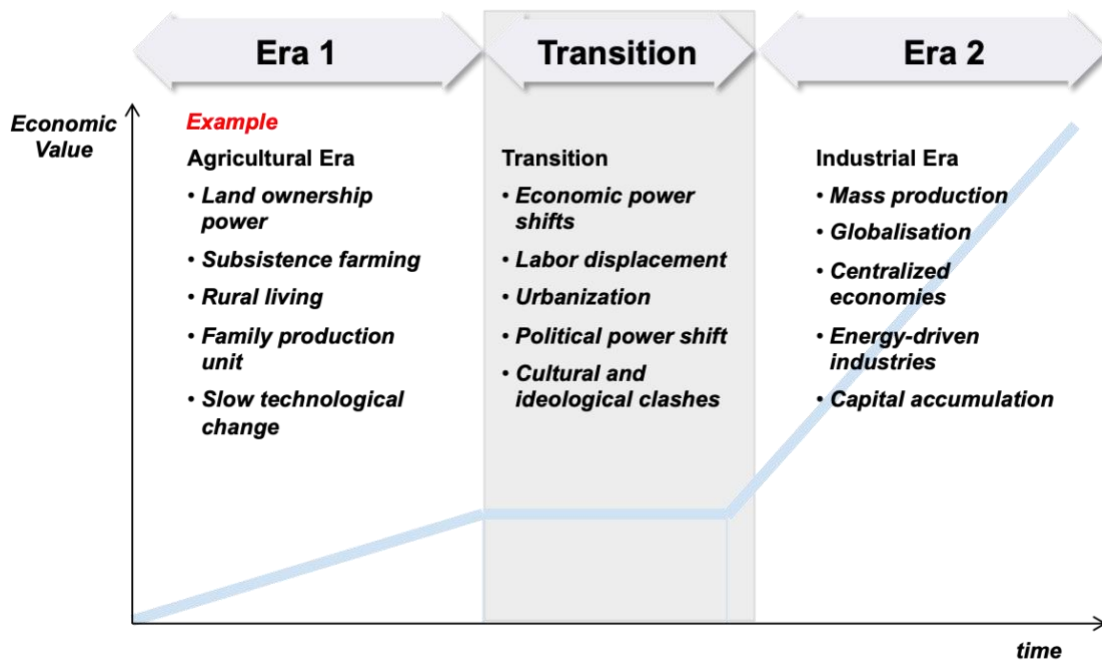 Era 1
Transition
Era 2
Economic
Value
Example
Agricultural Era
• Land ownership
power
• Subsistence farming
• Rural living
• Family production
unit
• Slow technological
change
Transition
• Economic power
shifts
• Labor displacement
• Urbanization
• Political power shift
• Cultural and
ideological clashes
Industrial Era
• Mass production
• Globalisation
• Centralized
economies
• Energy-driven
industries
• Capital accumulation
time